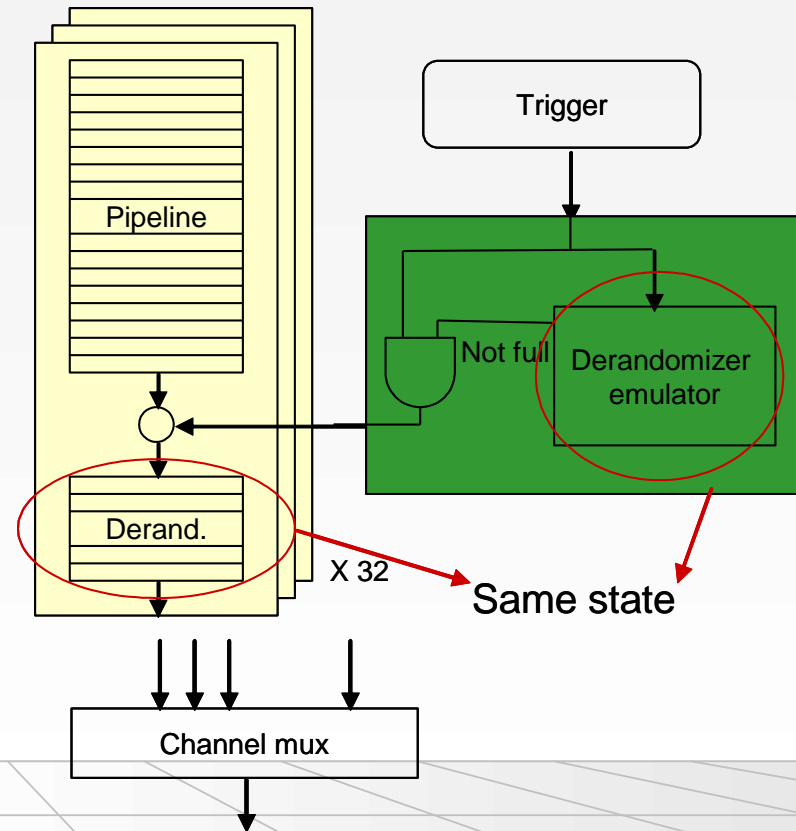 Trigger
Pipeline
Not full
Derandomizer
emulator
Derand.
X 32
Same state
Channel mux